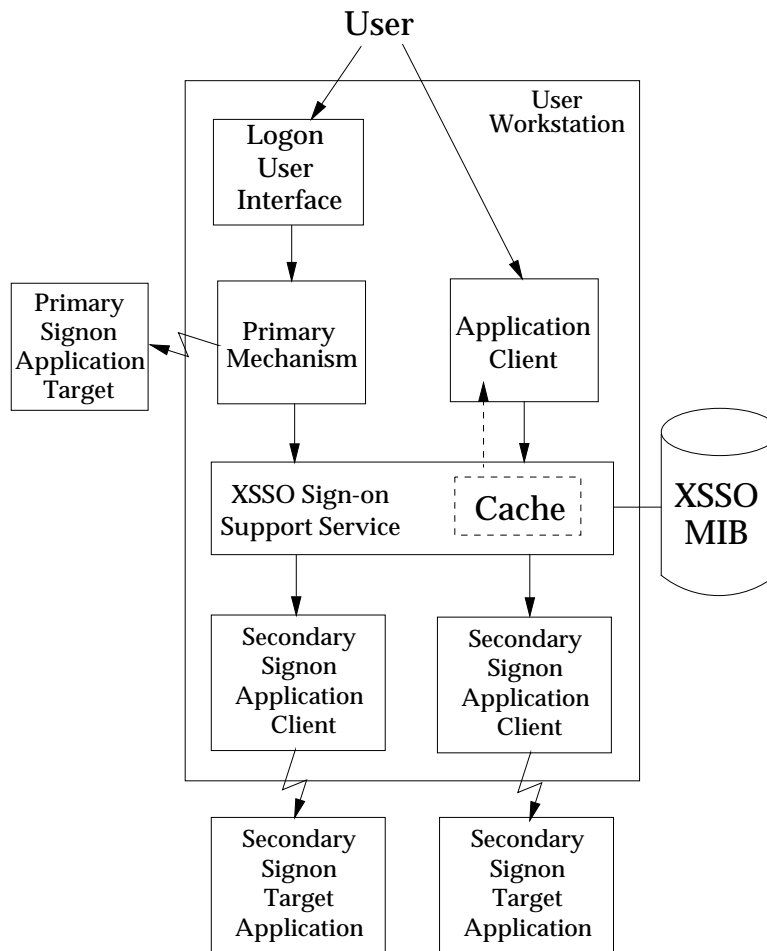 User
User
Workstation
Logon
User
Interface
Primary
Signon
Application
Target
Primary
Mechanism
Application
Client
XSSO Sign-on
Support Service
Cache
XSSO
MIB
Secondary
Signon
Application
Client
Secondary
Signon
Application
Client
Secondary
Signon
Target
Application
Secondary
Signon
Target
Application